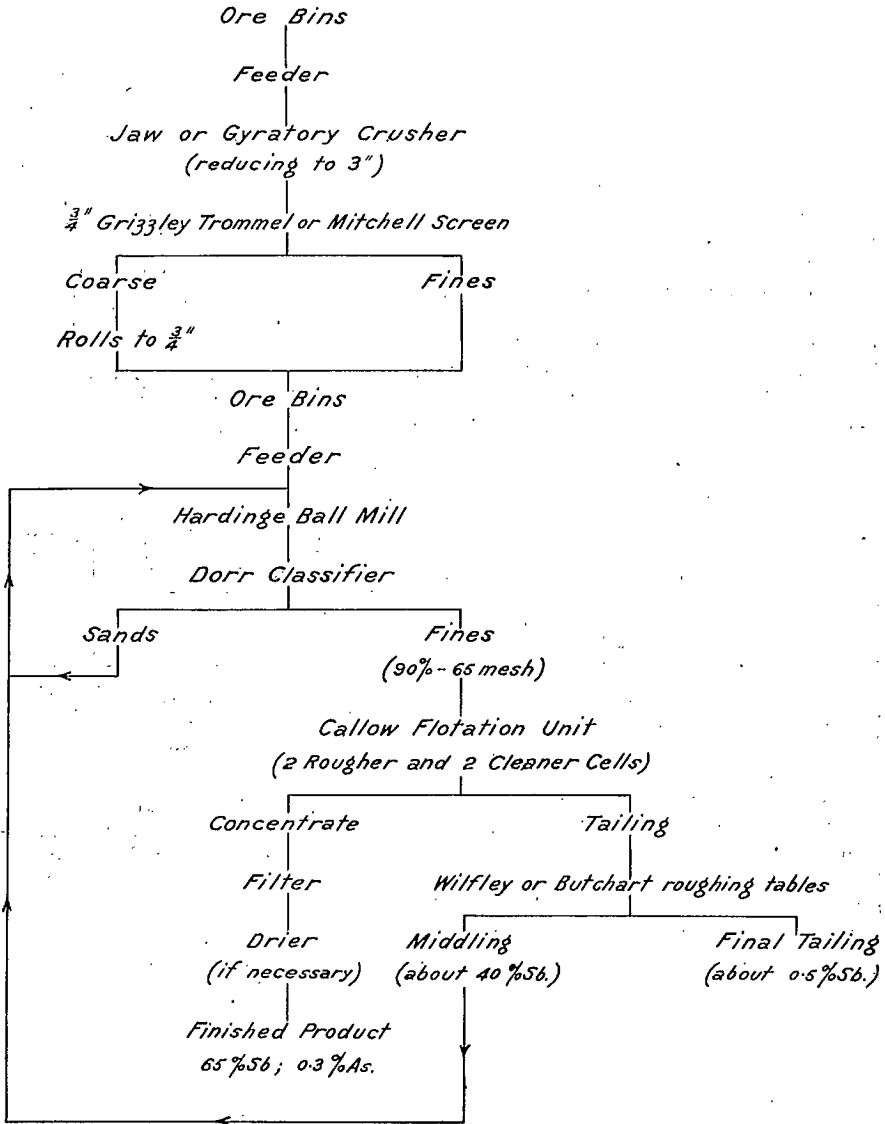 Ore Bins
Feeder
Jaw or Gyratory Crusher
(reducing to 3")
3/4" Grizzley Trommel or Mitchell Screen
Coarse
Fines
Rolls to 3/4"
Ore Bins
Feeder
Hardinge Ball Mill
Dorr Classifier
Sands
Fines
(90% - 65 mesh)
Callow Flotation Unit
(2 Rougher and 2 Cleaner Cells)
Concentrate
Tailing
Filter
Wilfley or Butchart roughing tables
Drier
(if necessary)
Middling
(about 40 %Sb.)
Final Tailing
(about 0.5%Sb.)
Finished Product
65 %Sb; 0.3 %As.